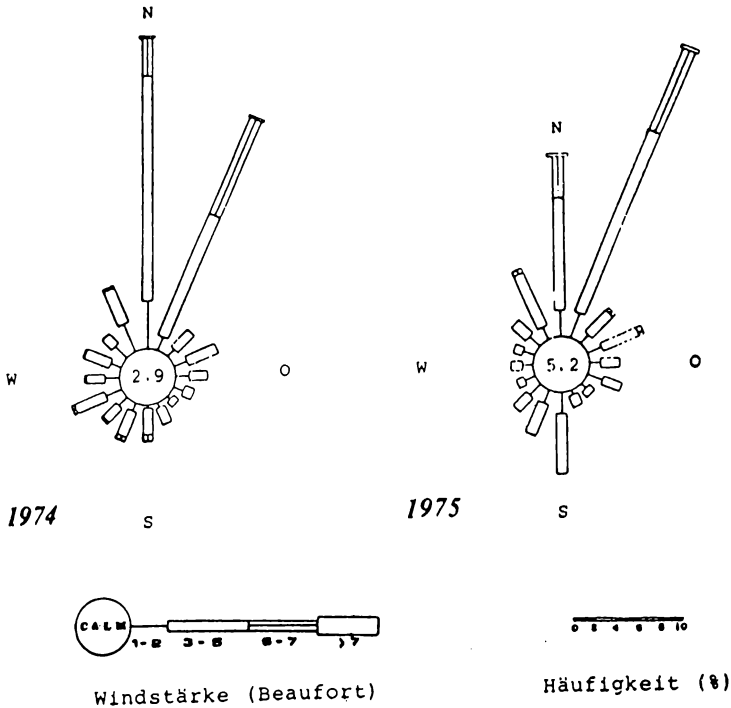 N
N
W
2.9
O
W
5.2
O
1974
S
1975
S
CALM
1-2 3-5 6-7 >7
0 2 4 6 8 10
Windstärke (Beaufort)
Häufigkeit (%)